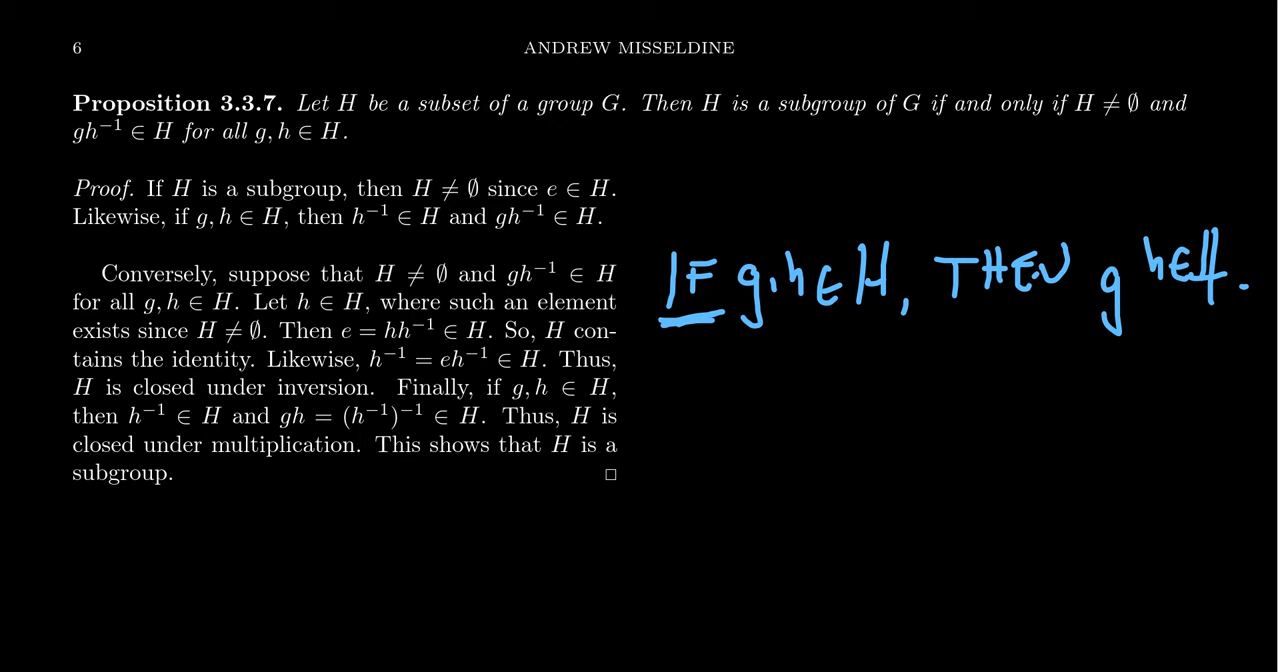 6
ANDREW MISSELDINE
Proposition 3.3.7. Let H be a subset of a group G. Then H is a subgroup of G if and only if H ≠ ∅ and
gh⁻¹ ∈ H for all g, h ∈ H.
Proof. If H is a subgroup, then H ≠ ∅ since e ∈ H.
Likewise, if g, h ∈ H, then h⁻¹ ∈ H and gh⁻¹ ∈ H.
Conversely, suppose that H ≠ ∅ and gh⁻¹ ∈ H
for all g, h ∈ H. Let h ∈ H, where such an element
exists since H ≠ ∅. Then e = hh⁻¹ ∈ H. So, H con-
tains the identity. Likewise, h⁻¹ = eh⁻¹ ∈ H. Thus,
H is closed under inversion. Finally, if g, h ∈ H,
then h⁻¹ ∈ H and gh = (h⁻¹)⁻¹ ∈ H. Thus, H is
closed under multiplication. This shows that H is a
subgroup. □
IF g, h ∈ H, THEN g h ∈ H.